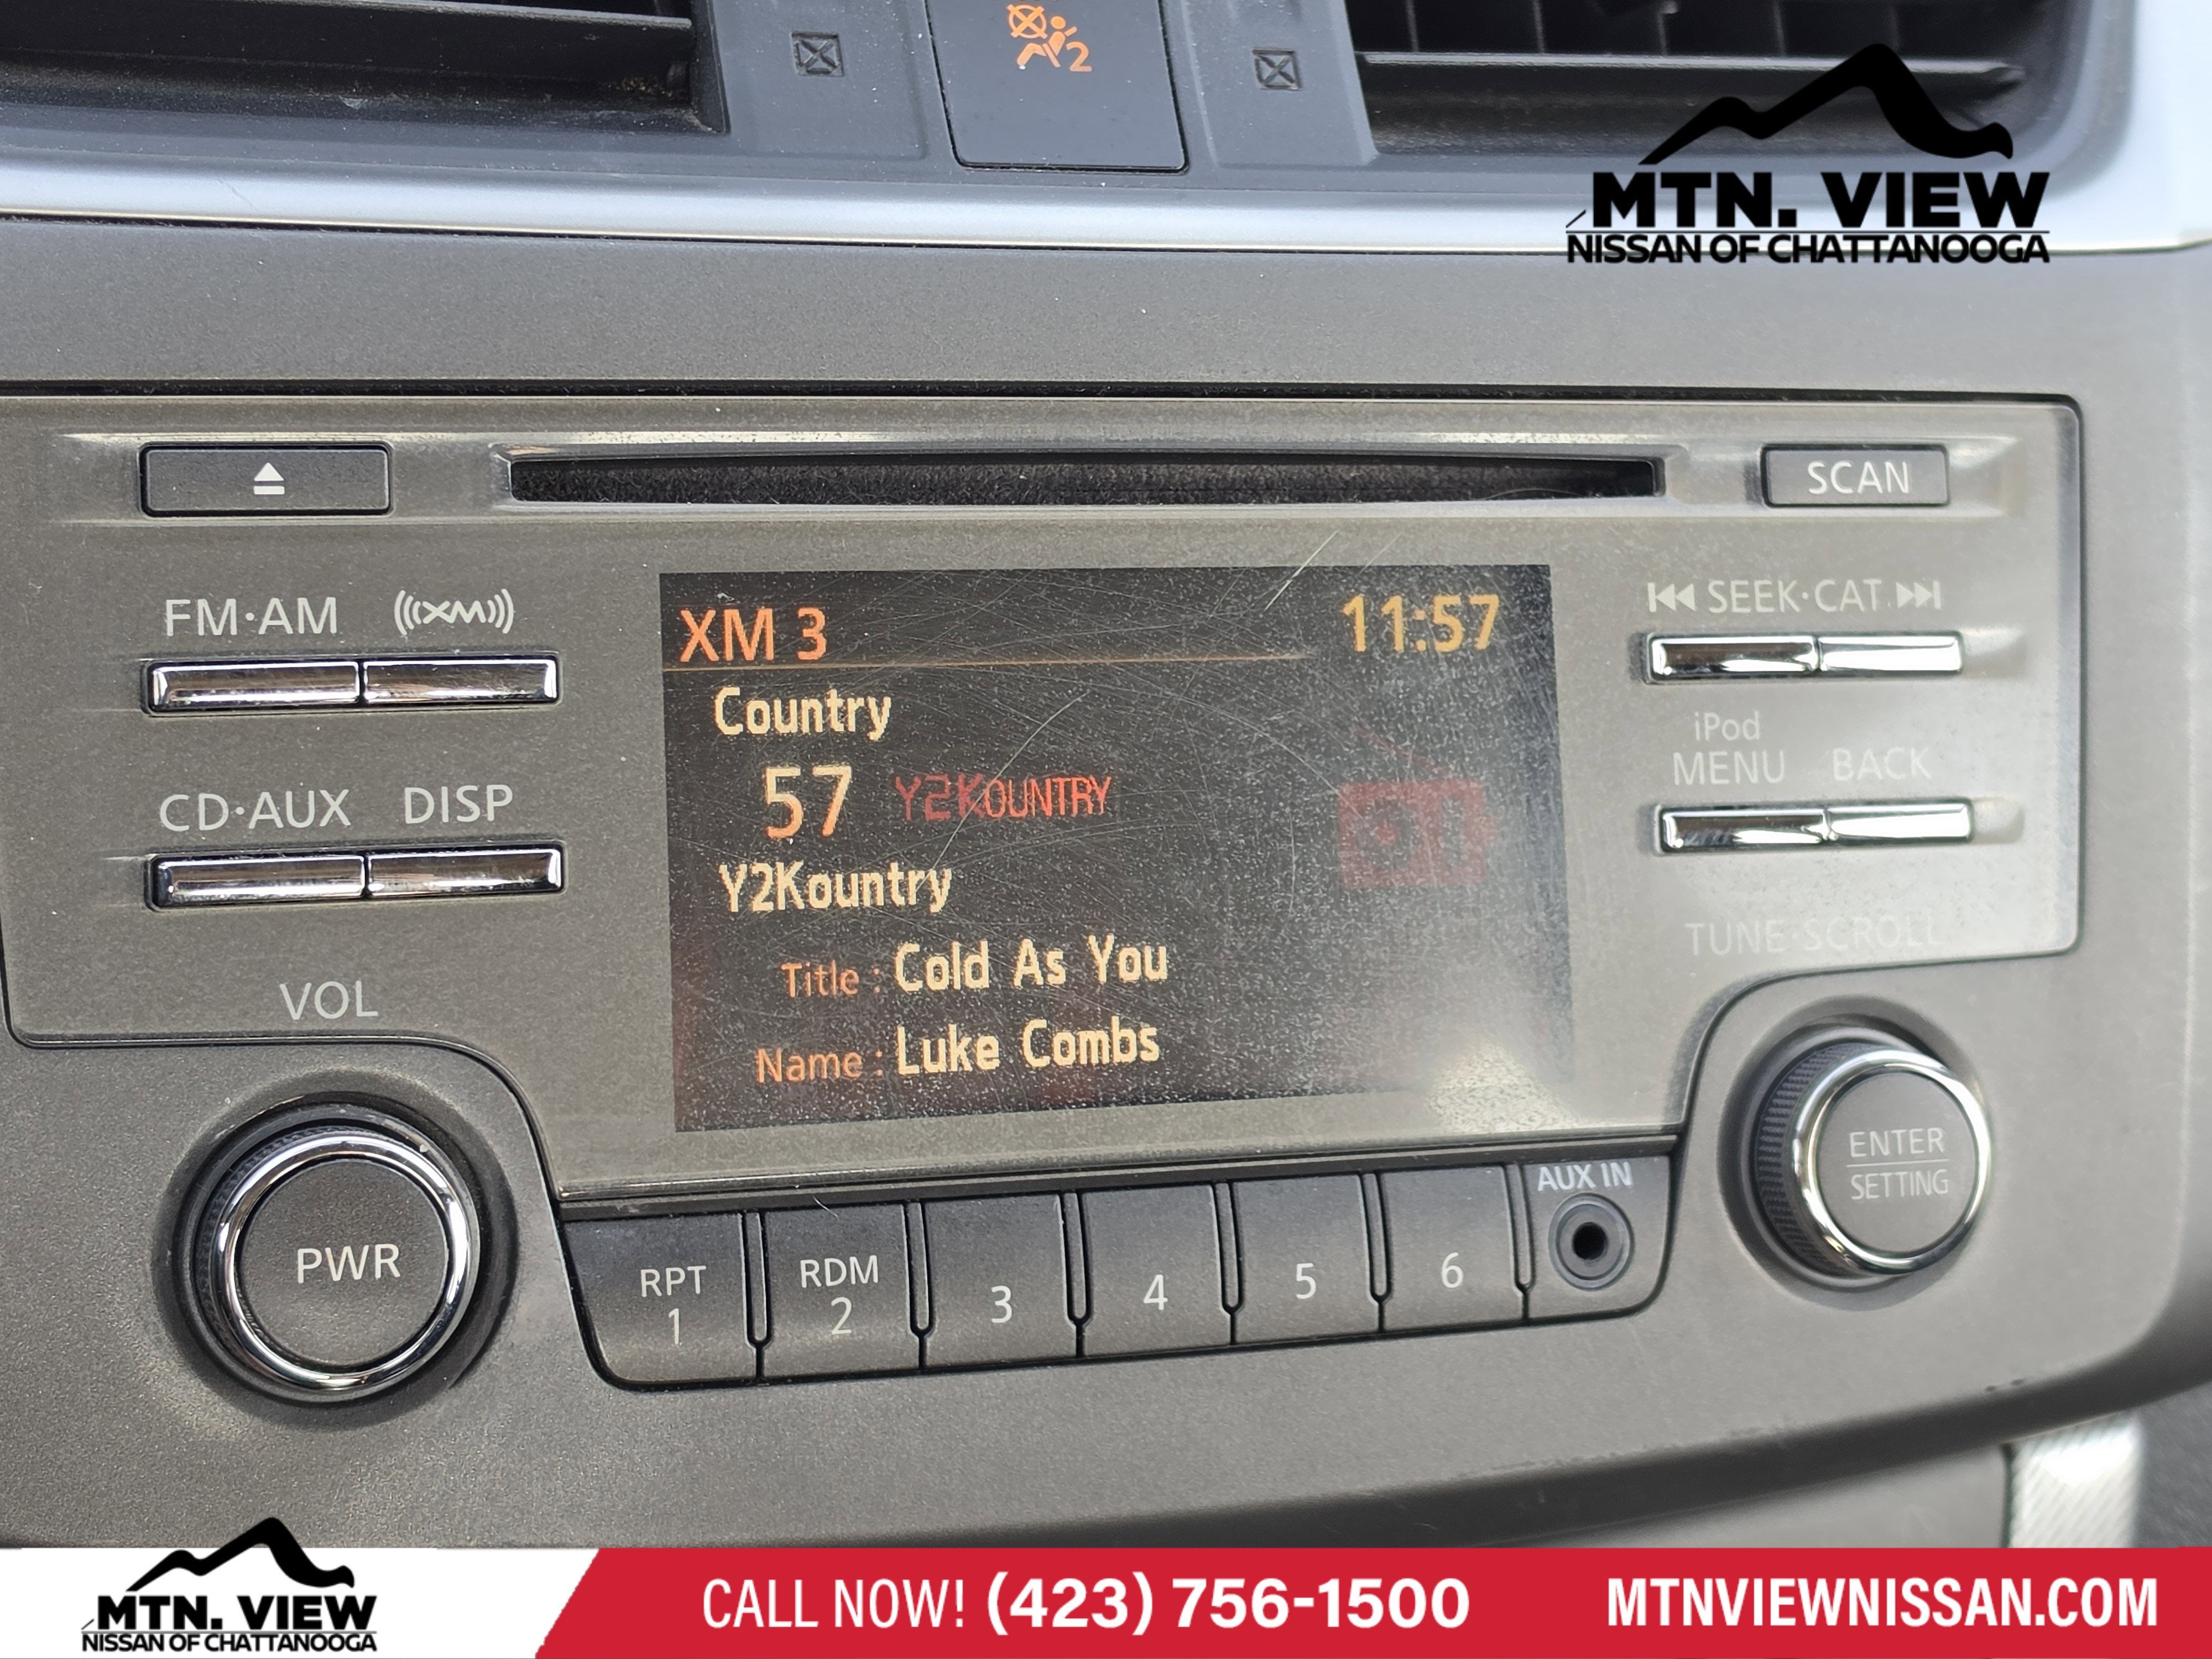 2
MTN. VIEW
NISSAN OF CHATTANOOGA
SCAN
FM·AM ((XM))
SEEK·CAT
XM 3 11:57
Country
57 Y2KOUNTRY
Y2Kountry
Title : Cold As You
Name : Luke Combs
iPod
MENU BACK
CD·AUX DISP
TUNE·SCROLL
VOL
PWR
ENTER
SETTING
AUX IN
RPT
1
RDM
2
3
4
5
6
MTN. VIEW
NISSAN OF CHATTANOOGA
CALL NOW! (423) 756-1500
MTNVIEWNISSAN.COM